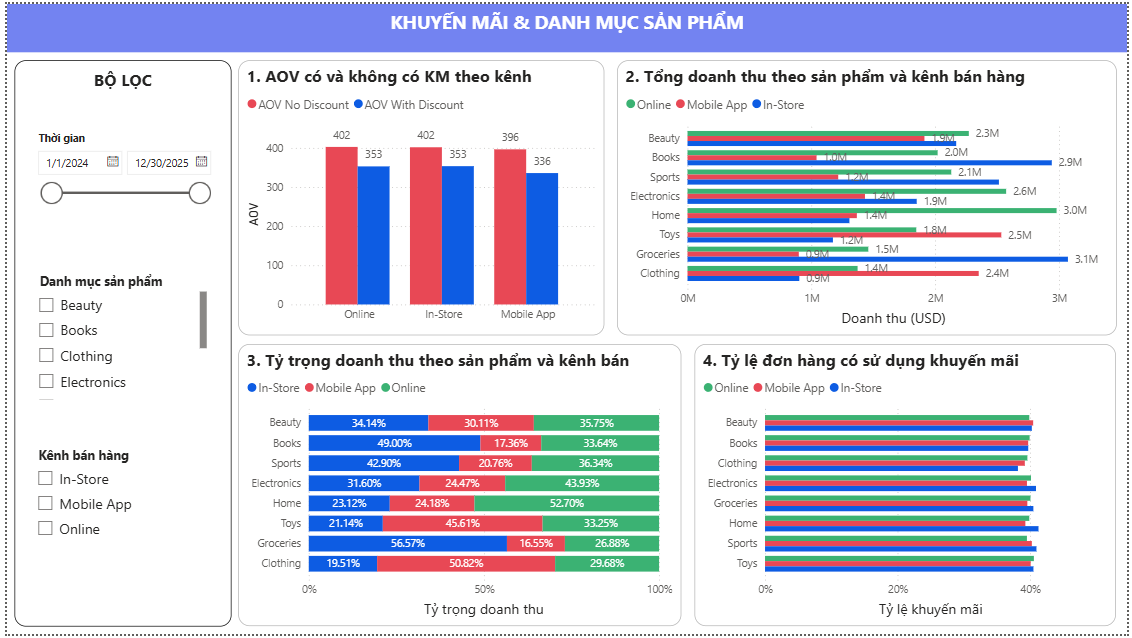 KHUYẾN MÃI & DANH MỤC SẢN PHẨM
BỘ LỌC
Thời gian
1/1/2024 12/30/2025
Danh mục sản phẩm
Beauty
Books
Clothing
Electronics
Kênh bán hàng
In-Store
Mobile App
Online
1. AOV có và không có KM theo kênh
AOV No Discount AOV With Discount
AOV
400
300
200
100
0
402 353 402 353 396 336
Online In-Store Mobile App
2. Tổng doanh thu theo sản phẩm và kênh bán hàng
Online Mobile App In-Store
Beauty 2.3M 1.9M
Books 2.0M 1.0M 2.9M
Sports 2.1M 1.2M
Electronics 2.6M 1.4M 1.9M
Home 3.0M 1.4M
Toys 1.8M 2.5M 1.2M
Groceries 1.5M 0.9M 3.1M
Clothing 1.4M 2.4M 0.9M
0M 1M 2M 3M
Doanh thu (USD)
3. Tỷ trọng doanh thu theo sản phẩm và kênh bán
In-Store Mobile App Online
Beauty 34.14% 30.11% 35.75%
Books 49.00% 17.36% 33.64%
Sports 42.90% 20.76% 36.34%
Electronics 31.60% 24.47% 43.93%
Home 23.12% 24.18% 52.70%
Toys 21.14% 45.61% 33.25%
Groceries 56.57% 16.55% 26.88%
Clothing 19.51% 50.82% 29.68%
0% 50% 100%
Tỷ trọng doanh thu
4. Tỷ lệ đơn hàng có sử dụng khuyến mãi
Online Mobile App In-Store
Beauty
Books
Clothing
Electronics
Groceries
Home
Sports
Toys
0% 20% 40%
Tỷ lệ khuyến mãi